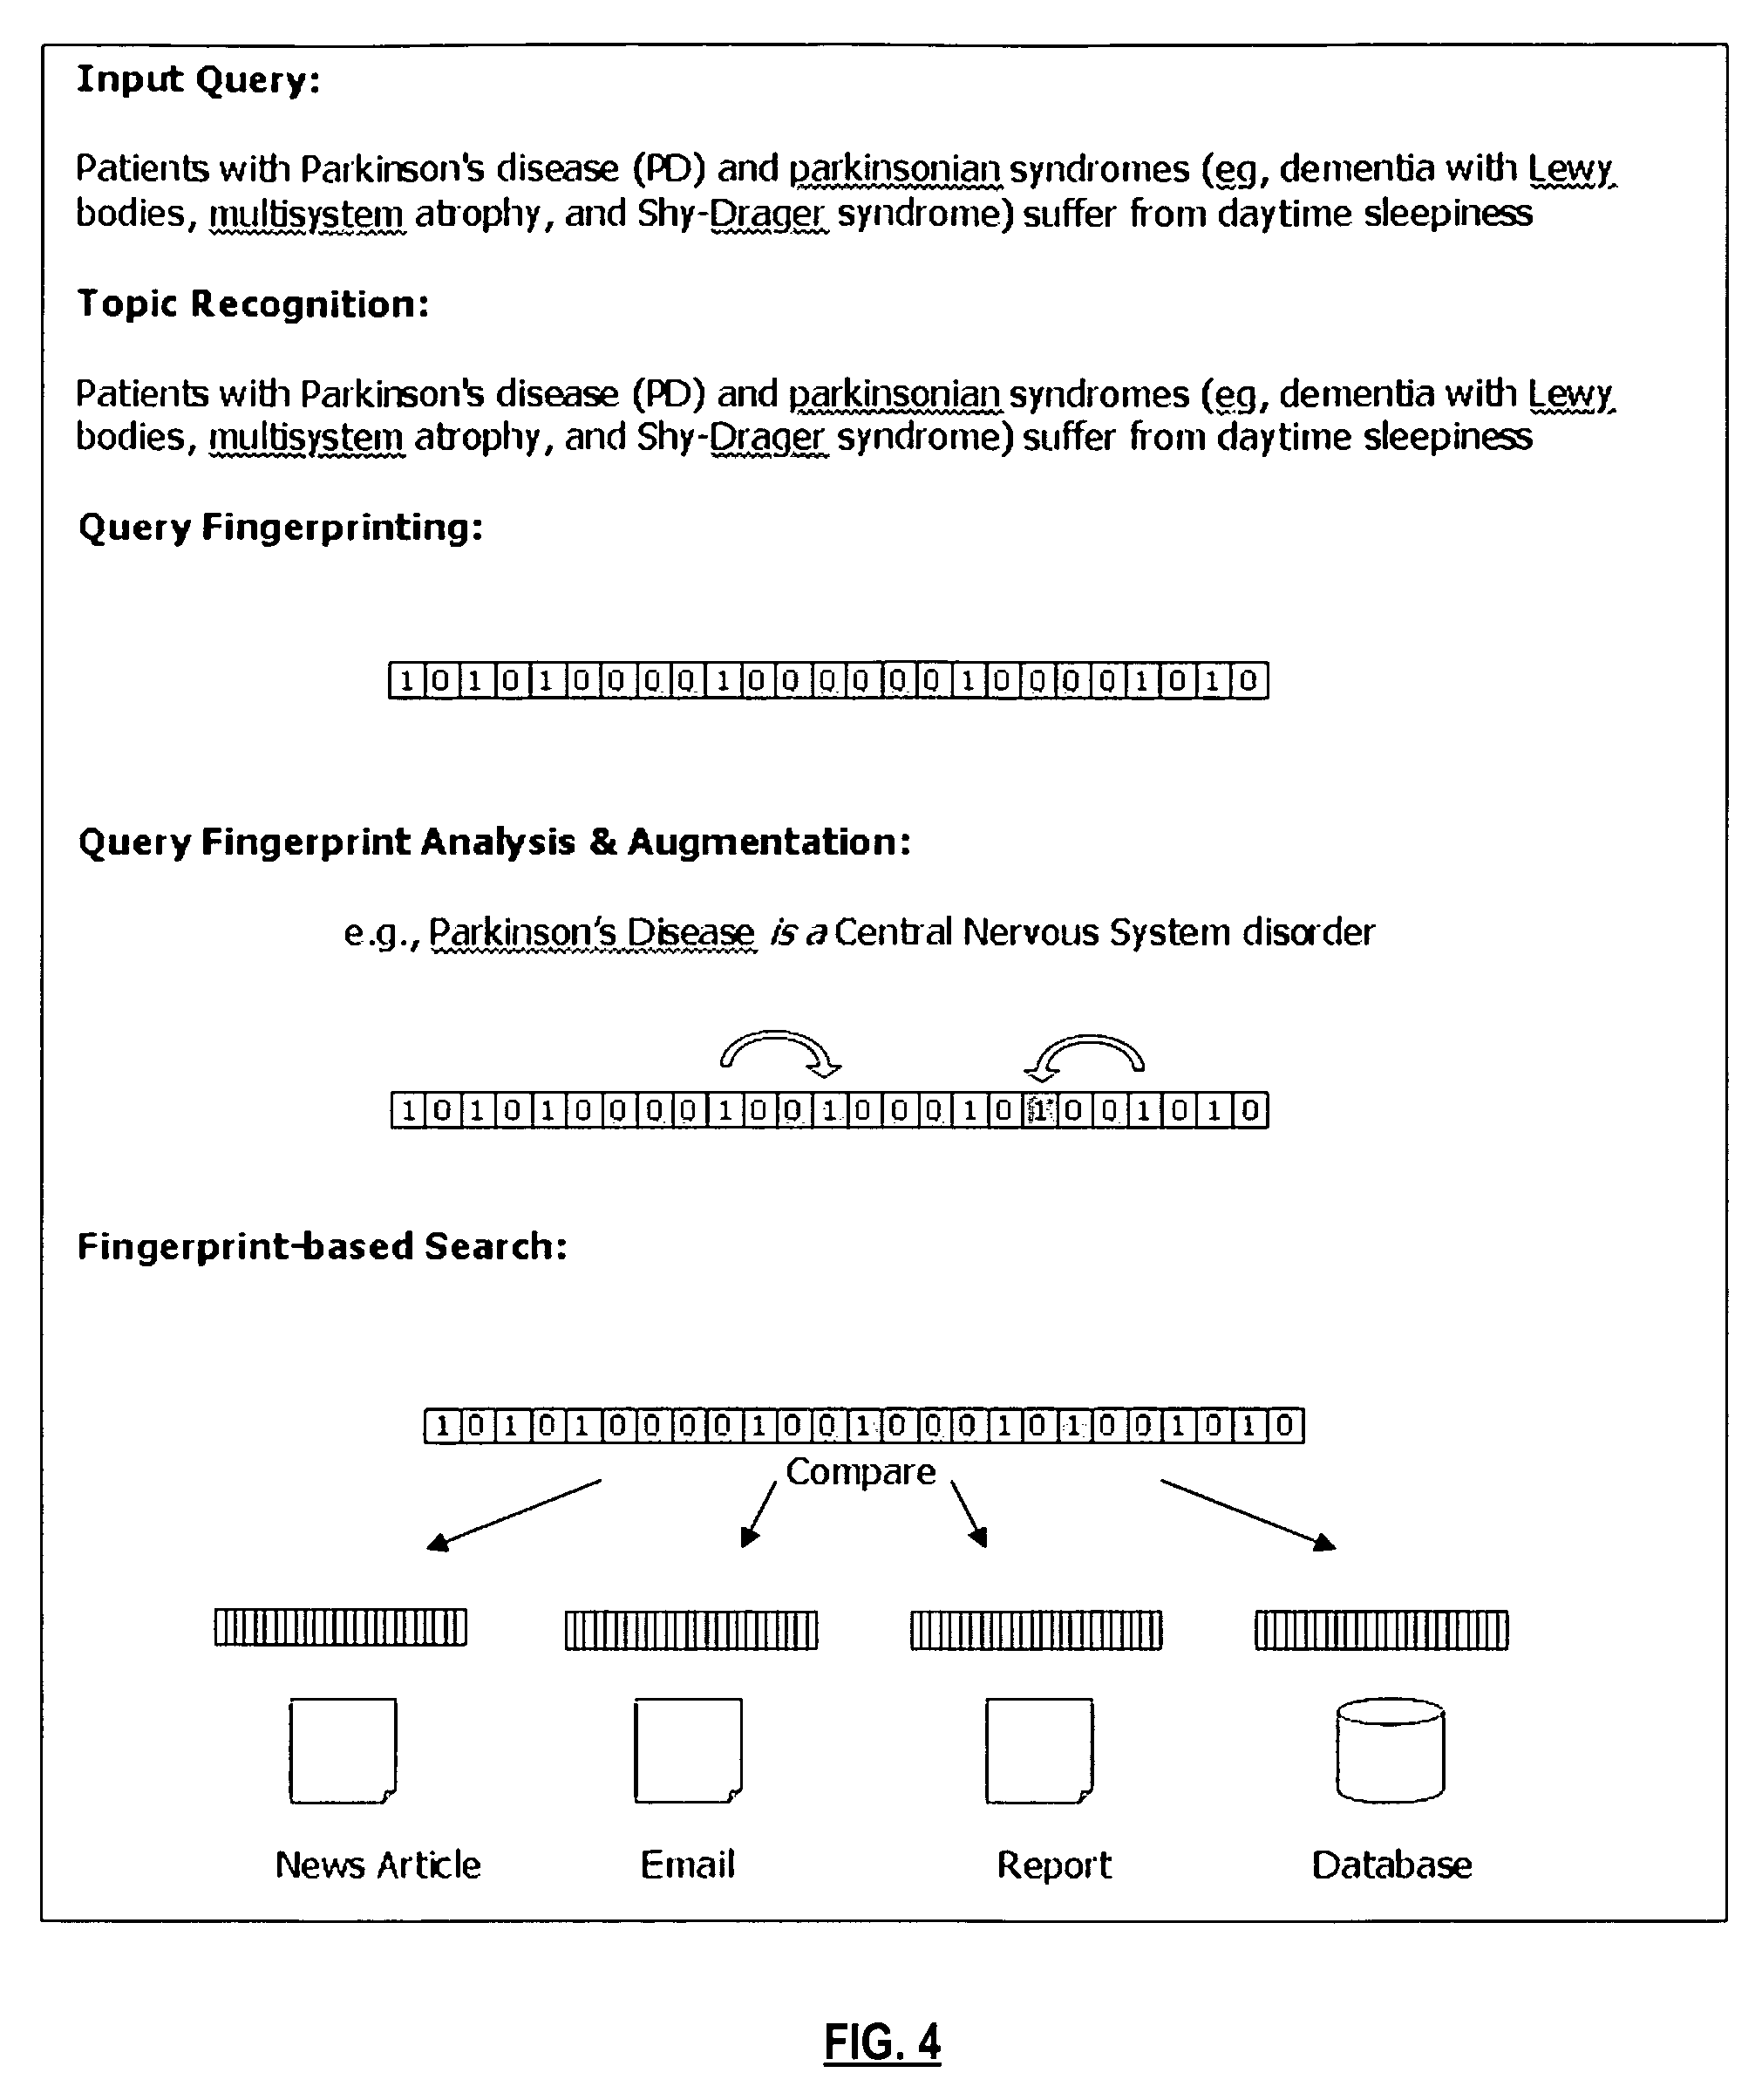 Input Query:
Patients with Parkinson's disease (PD) and parkinsonian syndromes (eg, dementia with Lewy
bodies, multisystem atrophy, and Shy-Drager syndrome) suffer from daytime sleepiness
Topic Recognition:
Patients with Parkinson's disease (PD) and parkinsonian syndromes (eg, dementia with Lewy
bodies, multisystem atrophy, and Shy-Drager syndrome) suffer from daytime sleepiness
Query Fingerprinting:
1 0 1 0 1 0 0 0 0 1 0 0 0 0 0 0 1 0 0 0 0 1 0 1 0
Query Fingerprint Analysis & Augmentation:
e.g., Parkinson's Disease is a Central Nervous System disorder
1 0 1 0 1 0 0 0 0 1 0 0 1 0 0 0 1 0 1 0 0 1 0 1 0
Fingerprint-based Search:
1 0 1 0 1 0 0 0 0 1 0 0 1 0 0 0 1 0 1 0 0 1 0 1 0
Compare
News Article Email Report Database
FIG. 4